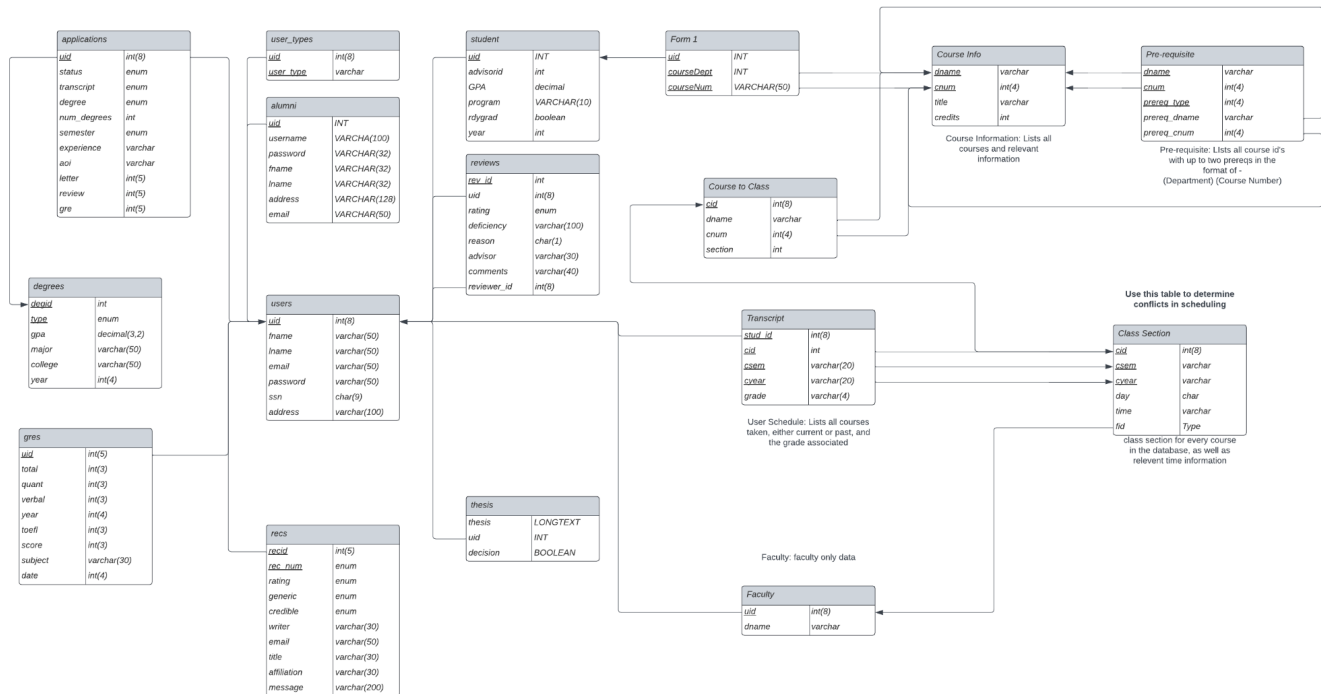 applications
uid int(8)
status enum
transcript enum
degree enum
num_degrees int
semester enum
experience varchar
aoi varchar
letter int(5)
review int(5)
gre int(5)
user_types
uid int(8)
user_type varchar
alumni
uid INT
username VARCHA(100)
password VARCHAR(32)
fname VARCHAR(32)
lname VARCHAR(32)
address VARCHAR(128)
email VARCHAR(50)
student
uid INT
advisorid int
GPA decimal
program VARCHAR(10)
rdygrad boolean
year int
reviews
rev_id int
uid int(8)
rating enum
deficiency varchar(100)
reason char(1)
advisor varchar(30)
comments varchar(40)
reviewer_id int(8)
Form 1
uid INT
courseDept INT
courseNum VARCHAR(50)
Course Info
dname varchar
cnum int(4)
title varchar
credits int
Course Information: Lists all
courses and relevant
information
Pre-requisite
dname varchar
cnum int(4)
prereq_type int(4)
prereq_dname varchar
prereq_cnum int(4)
Pre-requisite: LIsts all course id's
with up to two prereqs in the
format of -
(Department) (Course Number)
Course to Class
cid int(8)
dname varchar
cnum int(4)
section int
degrees
degid int
type enum
gpa decimal(3,2)
major varchar(50)
college varchar(50)
year int(4)
users
uid int(8)
fname varchar(50)
lname varchar(50)
email varchar(50)
password varchar(50)
ssn char(9)
address varchar(100)
Transcript
stud_id int(8)
cid int
csem varchar(20)
cyear varchar(20)
grade varchar(4)
User Schedule: Lists all courses
taken, either current or past, and
the grade associated
Use this table to determine
conflicts in scheduling
Class Section
cid int(8)
csem varchar
cyear varchar
day char
time varchar
fid Type
class section for every course
in the database, as well as
relevent time information
gres
uid int(5)
total int(3)
quant int(3)
verbal int(3)
year int(4)
toefl int(3)
score int(3)
subject varchar(30)
date int(4)
recs
recid int(5)
rec_num enum
rating enum
generic enum
credible enum
writer varchar(30)
email varchar(50)
title varchar(30)
affiliation varchar(30)
message varchar(200)
thesis
thesis LONGTEXT
uid INT
decision BOOLEAN
Faculty: faculty only data
Faculty
uid int(8)
dname varchar